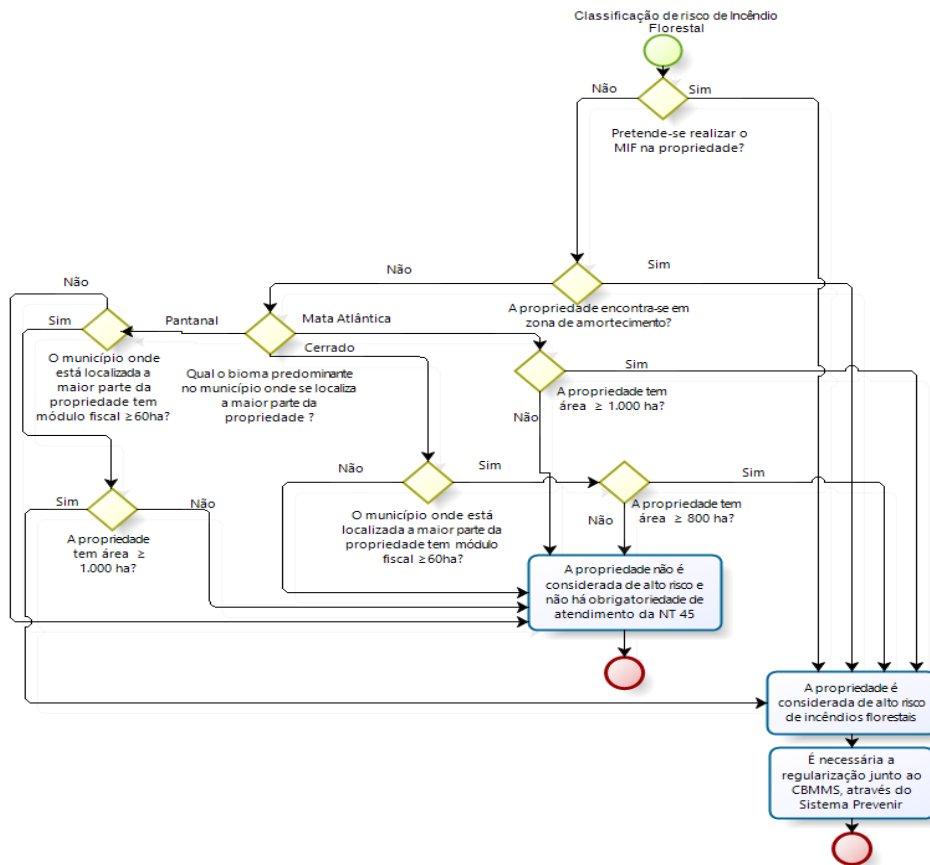 Classificação de risco de Incêndio
Florestal
Não
Sim
Pretende-se realizar o
MIF na propriedade?
Não
Sim
A propriedade encontra-se em
zona de amortecimento?
Não
Sim
Pantanal
Mata Atlântica
Cerrado
O município onde
está localizada a
maior parte da
propriedade tem
módulo fiscal ≥60ha?
Qual o bioma predominante
no município onde se localiza
a maior parte da
propriedade ?
Sim
A propriedade tem
área ≥ 1.000 ha?
Não
Sim
Não
A propriedade
tem área ≥
1.000 ha?
Não
Sim
O município onde está
localizada a maior parte da
propriedade tem módulo
fiscal ≥60ha?
Sim
A propriedade tem
área ≥ 800 ha?
Não
A propriedade não é
considerada de alto risco e
não há obrigatoriedade de
atendimento da NT 45
A propriedade é
considerada de alto risco
de incêndios florestais
É necessária a
regularização junto ao
CBMMS, através do
Sistema Prevenir